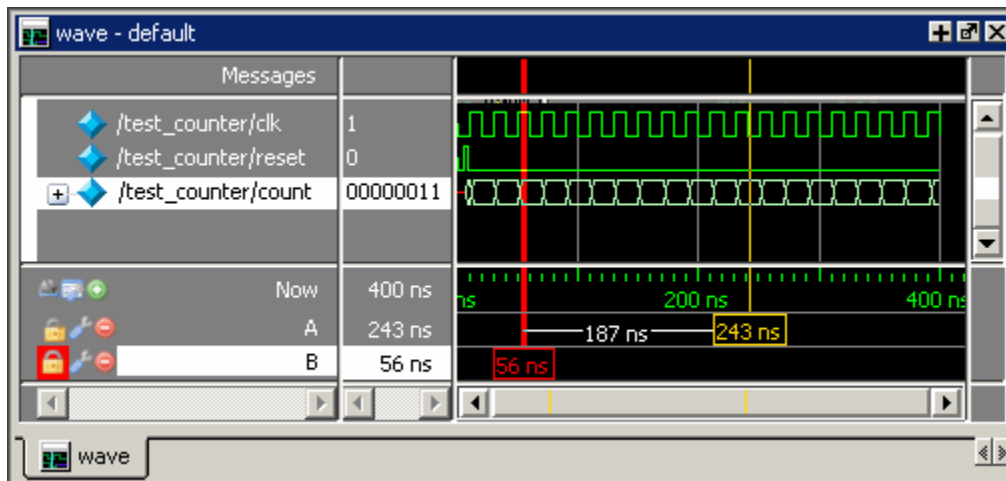 wave - default
Messages
/test_counter/clk 1
/test_counter/reset 0
/test_counter/count 00000011
Now 400 ns ns 200 ns 400 ns
A 243 ns 187 ns 243 ns
B 56 ns 56 ns
wave